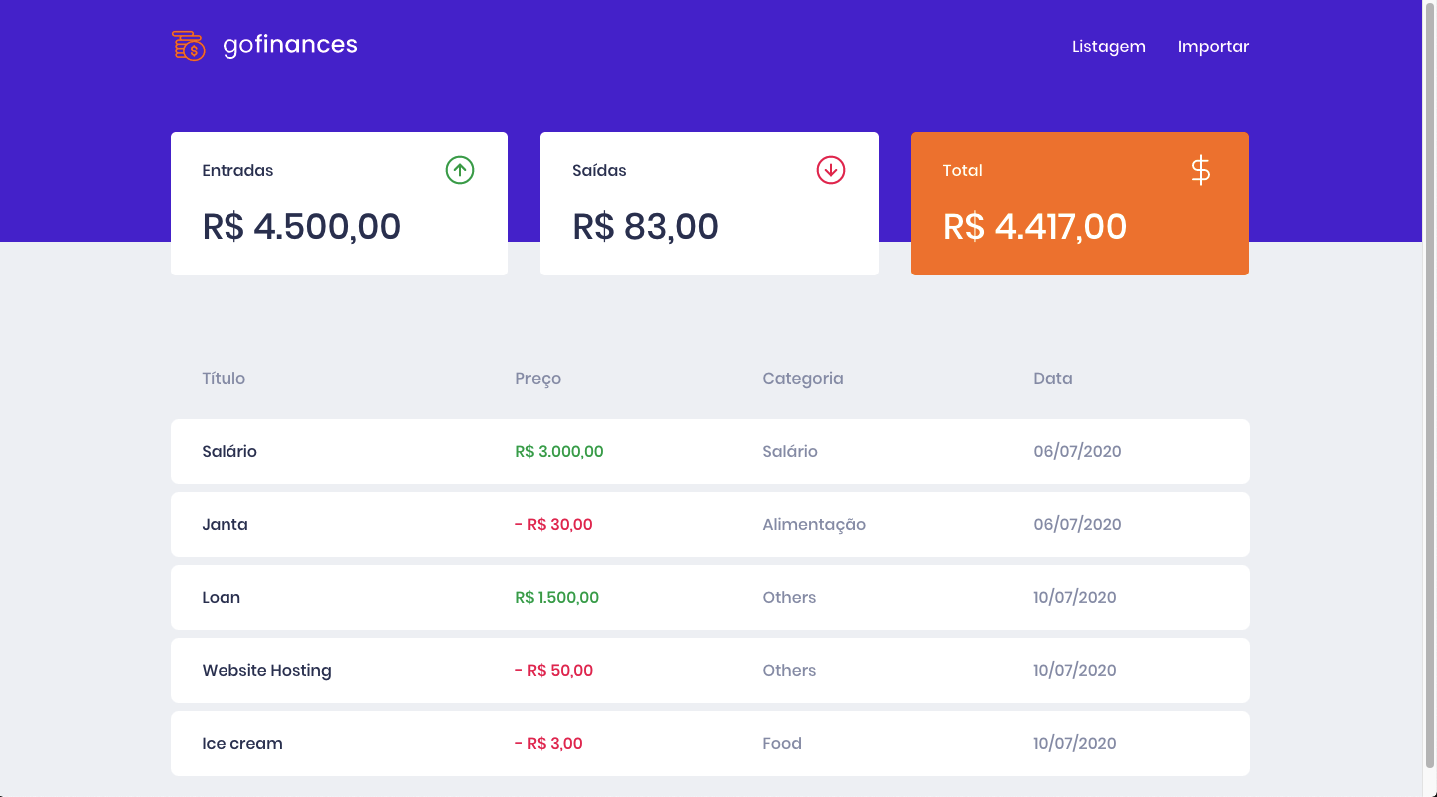 gofinances Listagem Importar
Entradas Saídas Total
R$ 4.500,00 R$ 83,00 R$ 4.417,00
Título Preço Categoria Data
Salário R$ 3.000,00 Salário 06/07/2020
Janta - R$ 30,00 Alimentação 06/07/2020
Loan R$ 1.500,00 Others 10/07/2020
Website Hosting - R$ 50,00 Others 10/07/2020
Ice cream - R$ 3,00 Food 10/07/2020